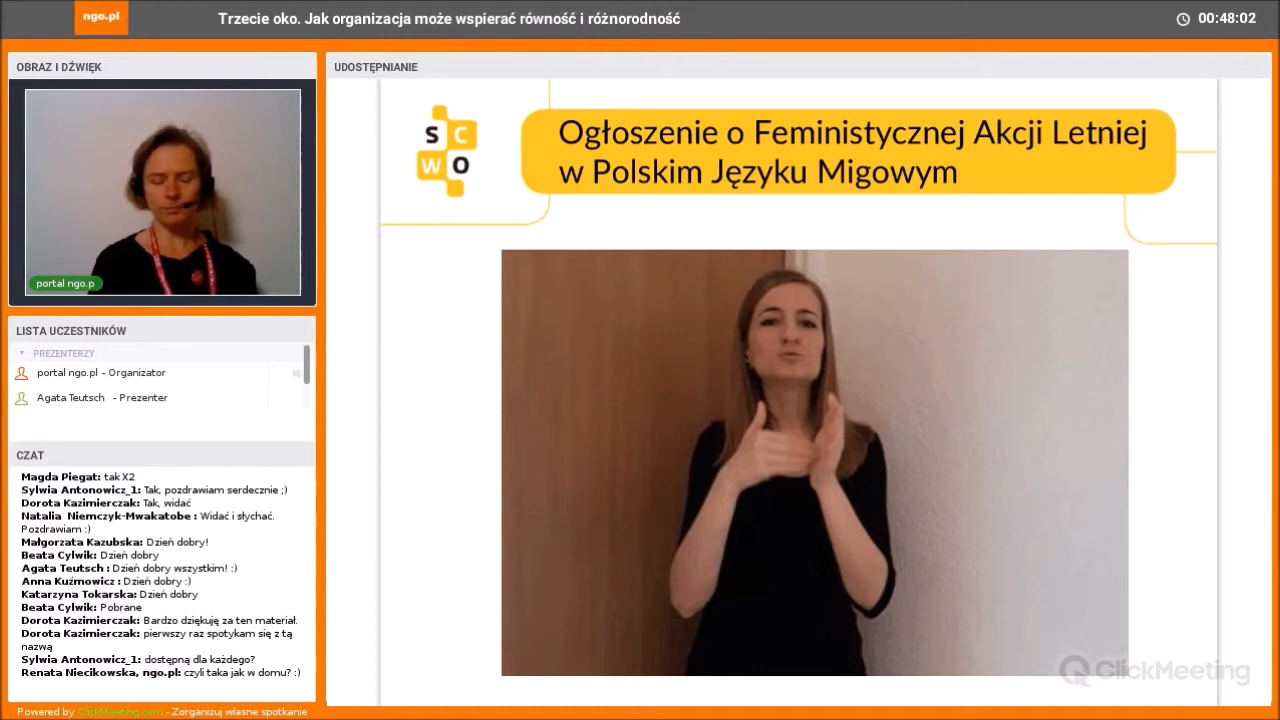 ngo.pl
Trzecie oko. Jak organizacja może wspierać równość i różnorodność
00:48:02
OBRAZ I DŹWIĘK
portal ngo.p
LISTA UCZESTNIKÓW
PREZENTERZY
portal ngo.pl - Organizator
Agata Teutsch - Prezenter
CZAT
Magda Piegat: tak X2
Sylwia Antonowicz_1: Tak, pozdrawiam serdecznie ;)
Dorota Kazimierczak: Tak, widać
Natalia Niemczyk-Mwakatobe : Widać i słychać.
Pozdrawiam :)
Małgorzata Kazubska: Dzień dobry!
Beata Cylwik: Dzień dobry
Agata Teutsch : Dzień dobry wszystkim! :)
Anna Kuźmowicz : Dzień dobry :)
Katarzyna Tokarska: Dzień dobry
Beata Cylwik: Pobrane
Dorota Kazimierczak: Bardzo dziękuję za ten materiał.
Dorota Kazimierczak: pierwszy raz spotykam się z tą
nazwą
Sylwia Antonowicz_1: dostępną dla każdego?
Renata Niecikowska, ngo.pl: czyli taka jak w domu? :)
Powered by ClickMeeting.com - Zorganizuj własne spotkanie
UDOSTĘPNIANIE
S C
W O
Ogłoszenie o Feministycznej Akcji Letniej
w Polskim Języku Migowym
ClickMeeting